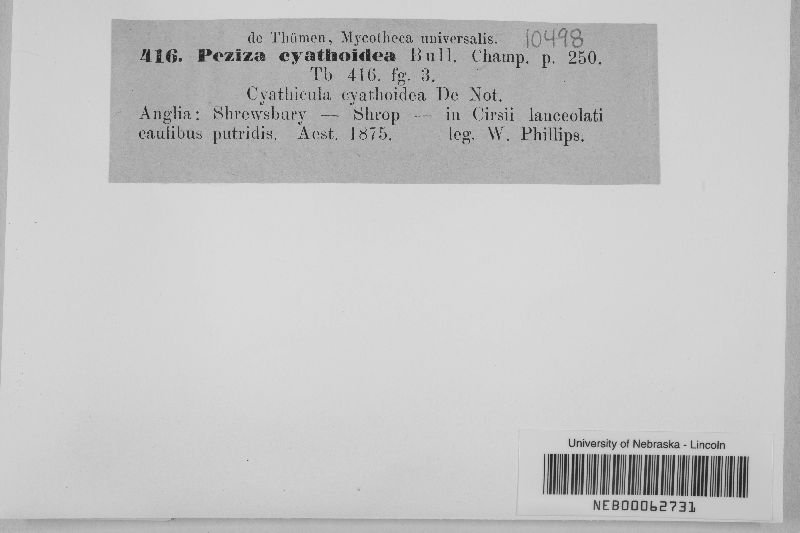 de Thümen, Mycotheca universalis. 10498
416. Peziza cyathoidea Bull. Champ. p. 250.
Tb 416. fg. 3.
Cyathicula cyathoidea De Not.
Anglia: Shrewsbury — Shrop — in Cirsii lanceolati
caulibus putridis. Aest. 1875. leg. W. Phillips.
University of Nebraska - Lincoln
NEB00062731